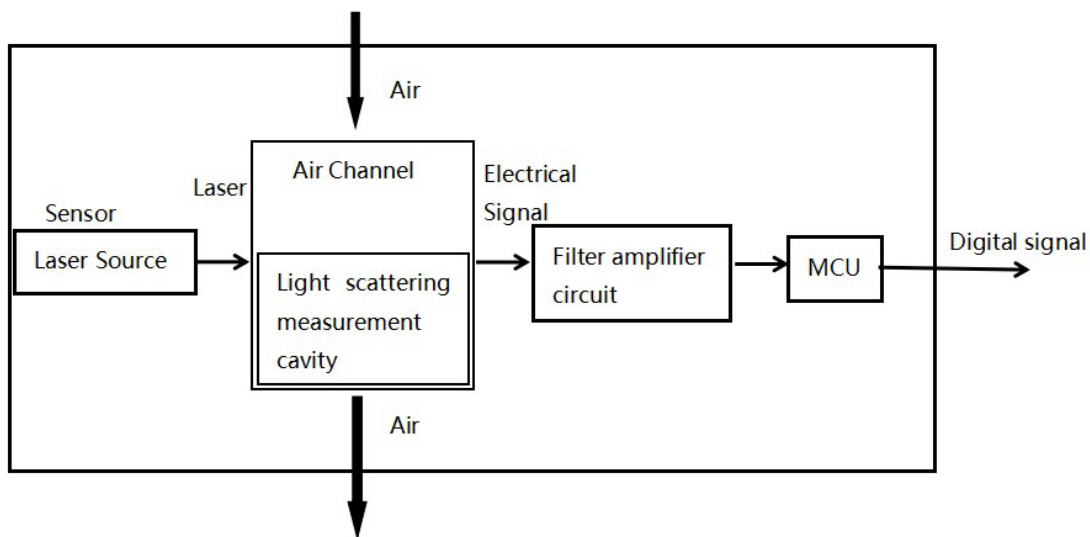 Air
Air Channel
Laser
Electrical
Signal
Sensor
Laser Source
Light scattering
measurement
cavity
Filter amplifier
circuit
MCU
Digital signal
Air